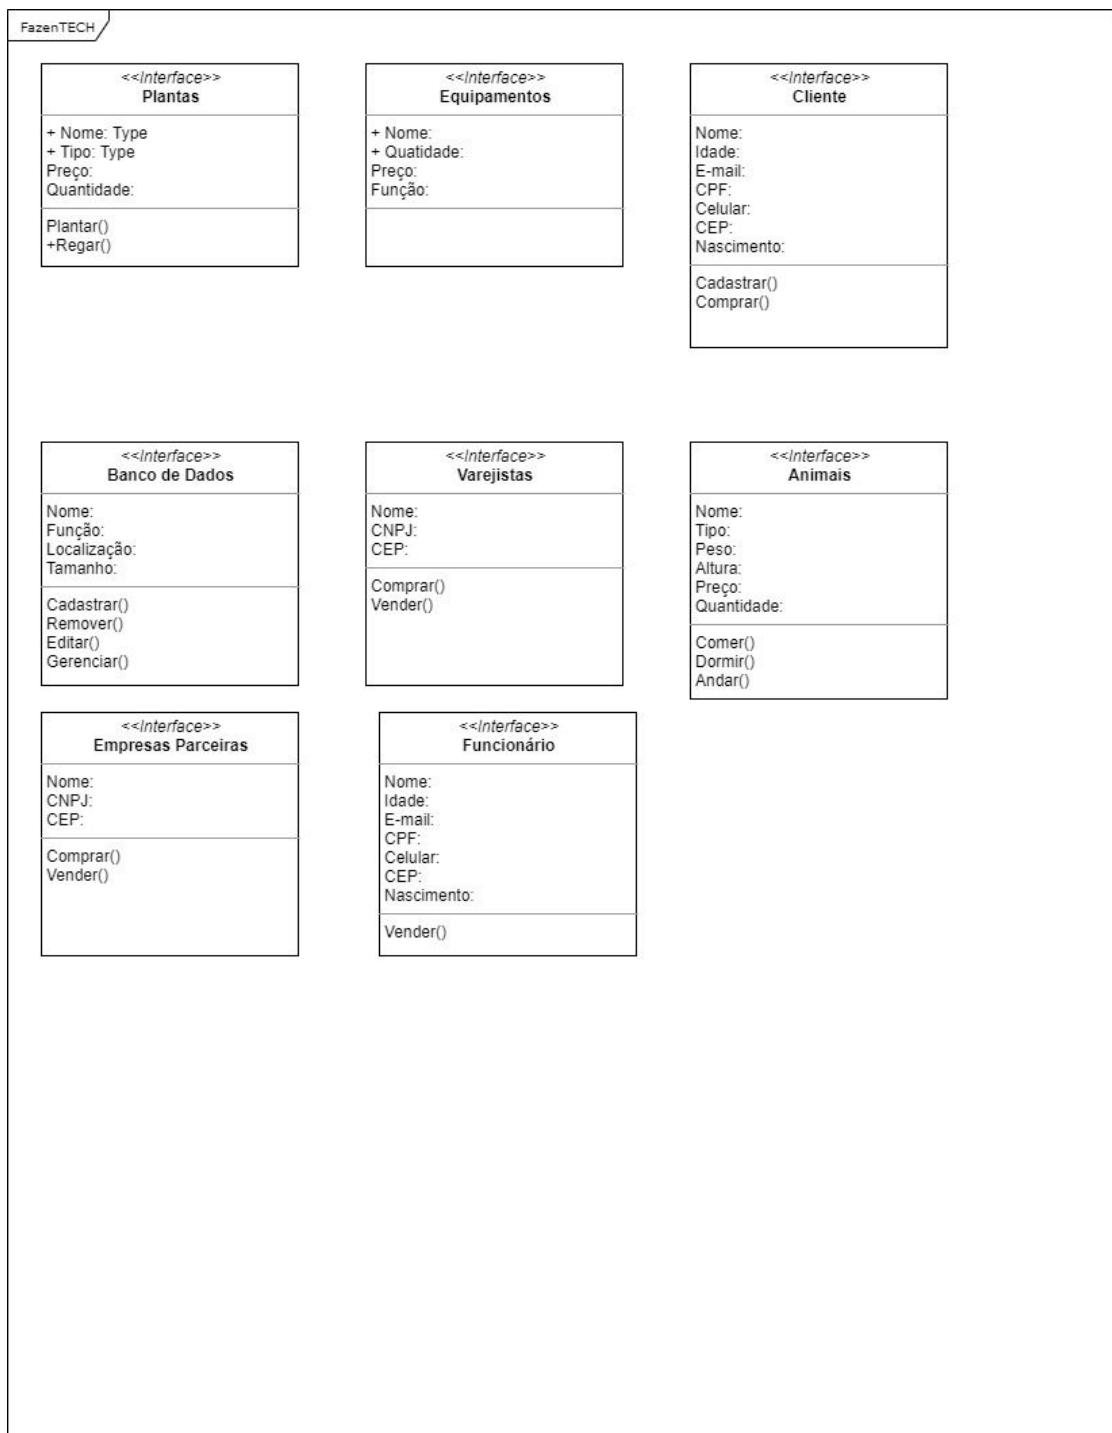 FazenTECH
<<Interface>>
Plantas
+ Nome: Type
+ Tipo: Type
Preço:
Quantidade:
Plantar()
+Regar()
<<Interface>>
Equipamentos
+ Nome:
+ Quatidade:
Preço:
Função:
<<Interface>>
Cliente
Nome:
Idade:
E-mail:
CPF:
Celular:
CEP:
Nascimento:
Cadastrar()
Comprar()
<<Interface>>
Banco de Dados
Nome:
Função:
Localização:
Tamanho:
Cadastrar()
Remover()
Editar()
Gerenciar()
<<Interface>>
Varejistas
Nome:
CNPJ:
CEP:
Comprar()
Vender()
<<Interface>>
Animais
Nome:
Tipo:
Peso:
Altura:
Preço:
Quantidade:
Comer()
Dormir()
Andar()
<<Interface>>
Empresas Parceiras
Nome:
CNPJ:
CEP:
Comprar()
Vender()
<<Interface>>
Funcionário
Nome:
Idade:
E-mail:
CPF:
Celular:
CEP:
Nascimento:
Vender()